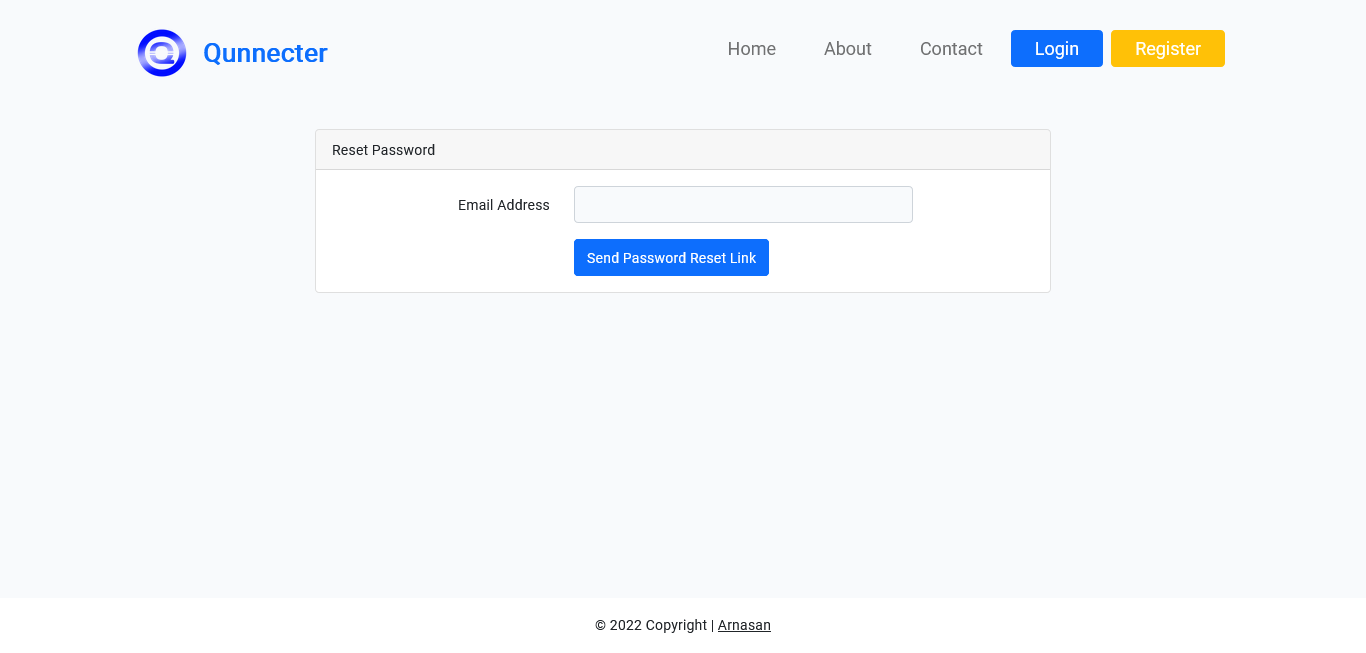 Qunnecter
Home About Contact Login Register
Reset Password
Email Address
Send Password Reset Link
© 2022 Copyright | Arnasan